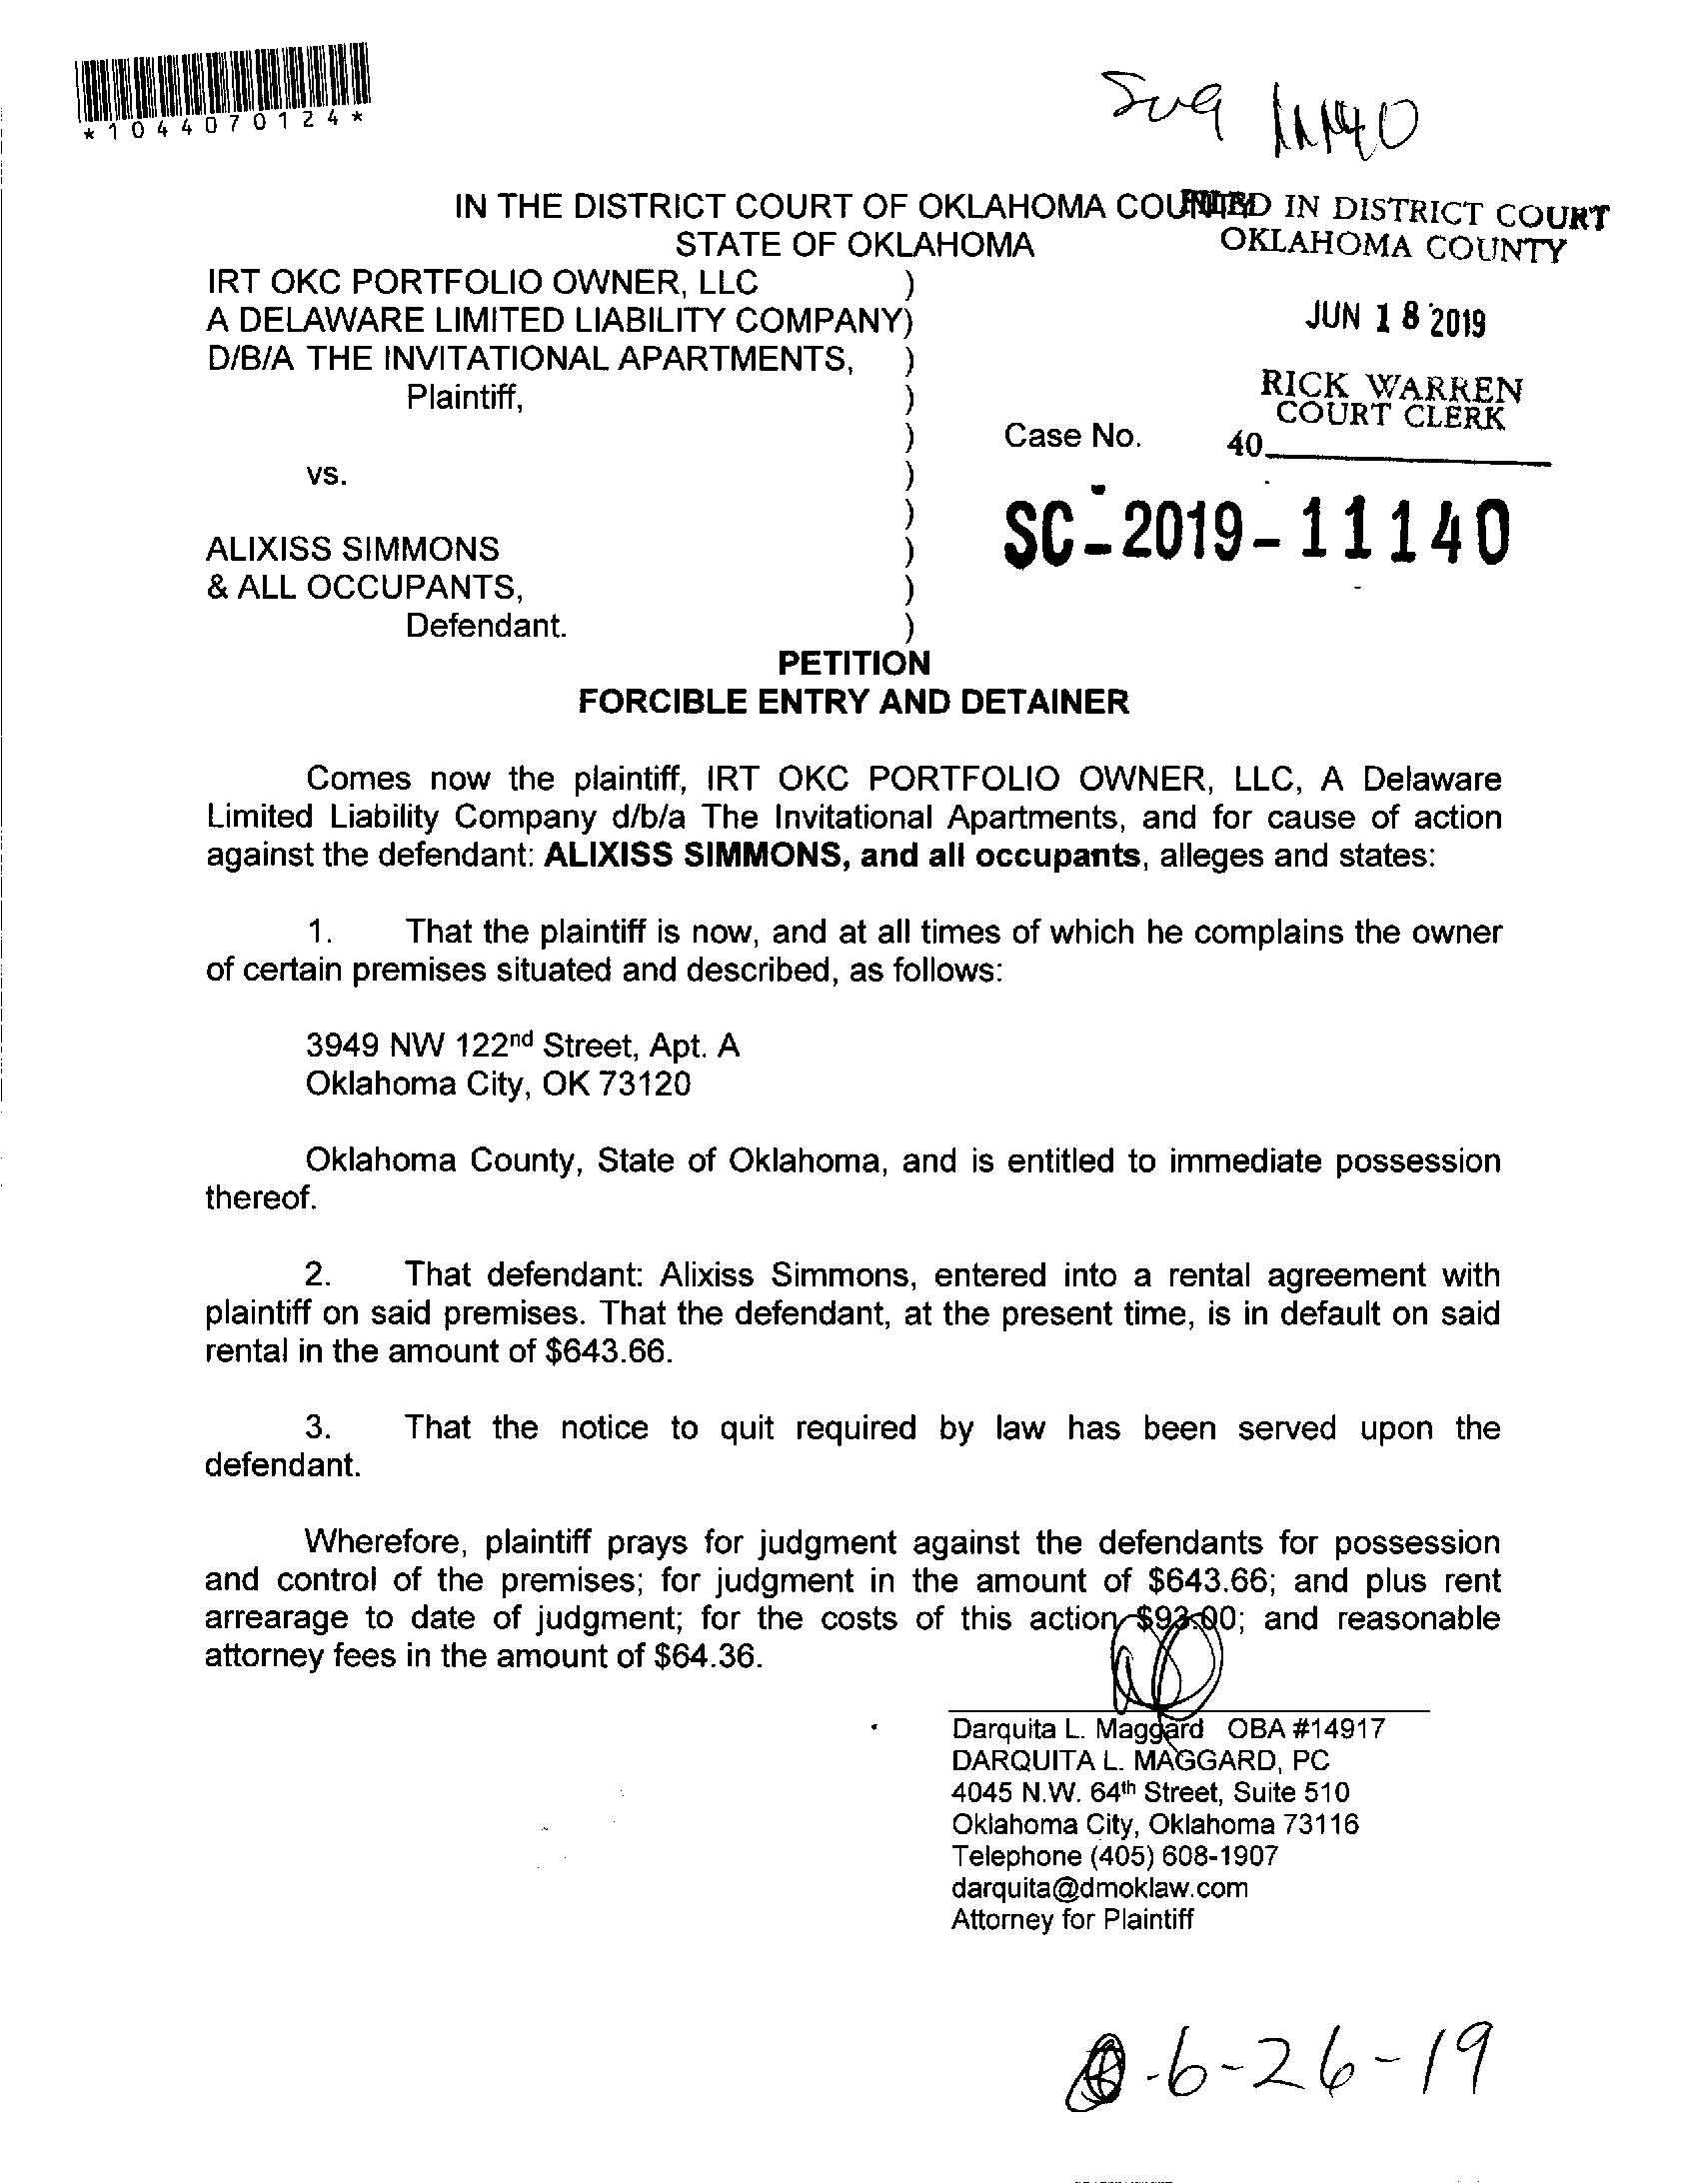 *1044070124*
IN THE DISTRICT COURT OF OKLAHOMA COUNTY
STATE OF OKLAHOMA
FILED IN DISTRICT COURT
OKLAHOMA COUNTY
JUN 18 2019
RICK WARREN
COURT CLERK
40
IRT OKC PORTFOLIO OWNER, LLC )
A DELAWARE LIMITED LIABILITY COMPANY)
D/B/A THE INVITATIONAL APARTMENTS, )
Plaintiff, )
) Case No.
vs. )
) SC-2019-11140
ALIXISS SIMMONS )
& ALL OCCUPANTS, )
Defendant. )
PETITION
FORCIBLE ENTRY AND DETAINER
Comes now the plaintiff, IRT OKC PORTFOLIO OWNER, LLC, A Delaware
Limited Liability Company d/b/a The Invitational Apartments, and for cause of action
against the defendant: ALIXISS SIMMONS, and all occupants, alleges and states:
1. That the plaintiff is now, and at all times of which he complains the owner
of certain premises situated and described, as follows:
3949 NW 122nd Street, Apt. A
Oklahoma City, OK 73120
Oklahoma County, State of Oklahoma, and is entitled to immediate possession
thereof.
2. That defendant: Alixiss Simmons, entered into a rental agreement with
plaintiff on said premises. That the defendant, at the present time, is in default on said
rental in the amount of $643.66.
3. That the notice to quit required by law has been served upon the
defendant.
Wherefore, plaintiff prays for judgment against the defendants for possession
and control of the premises; for judgment in the amount of $643.66; and plus rent
arrearage to date of judgment; for the costs of this action $93.00; and reasonable
attorney fees in the amount of $64.36.
Darquita L. Maggard OBA #14917
DARQUITA L. MAGGARD, PC
4045 N.W. 64th Street, Suite 510
Oklahoma City, Oklahoma 73116
Telephone (405) 608-1907
darquita@dmoklaw.com
Attorney for Plaintiff
6-26-19